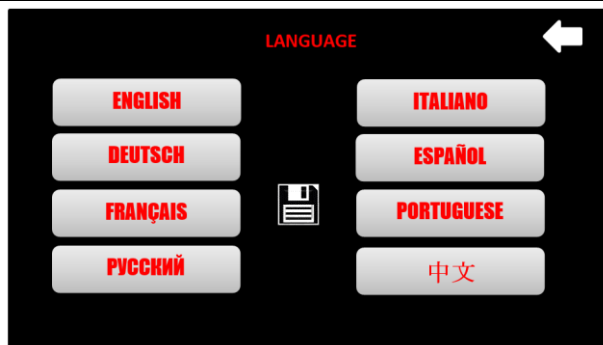 LANGUAGE
ENGLISH
DEUTSCH
FRANÇAIS
РУССКИЙ
ITALIANO
ESPAÑOL
PORTUGUESE
中文